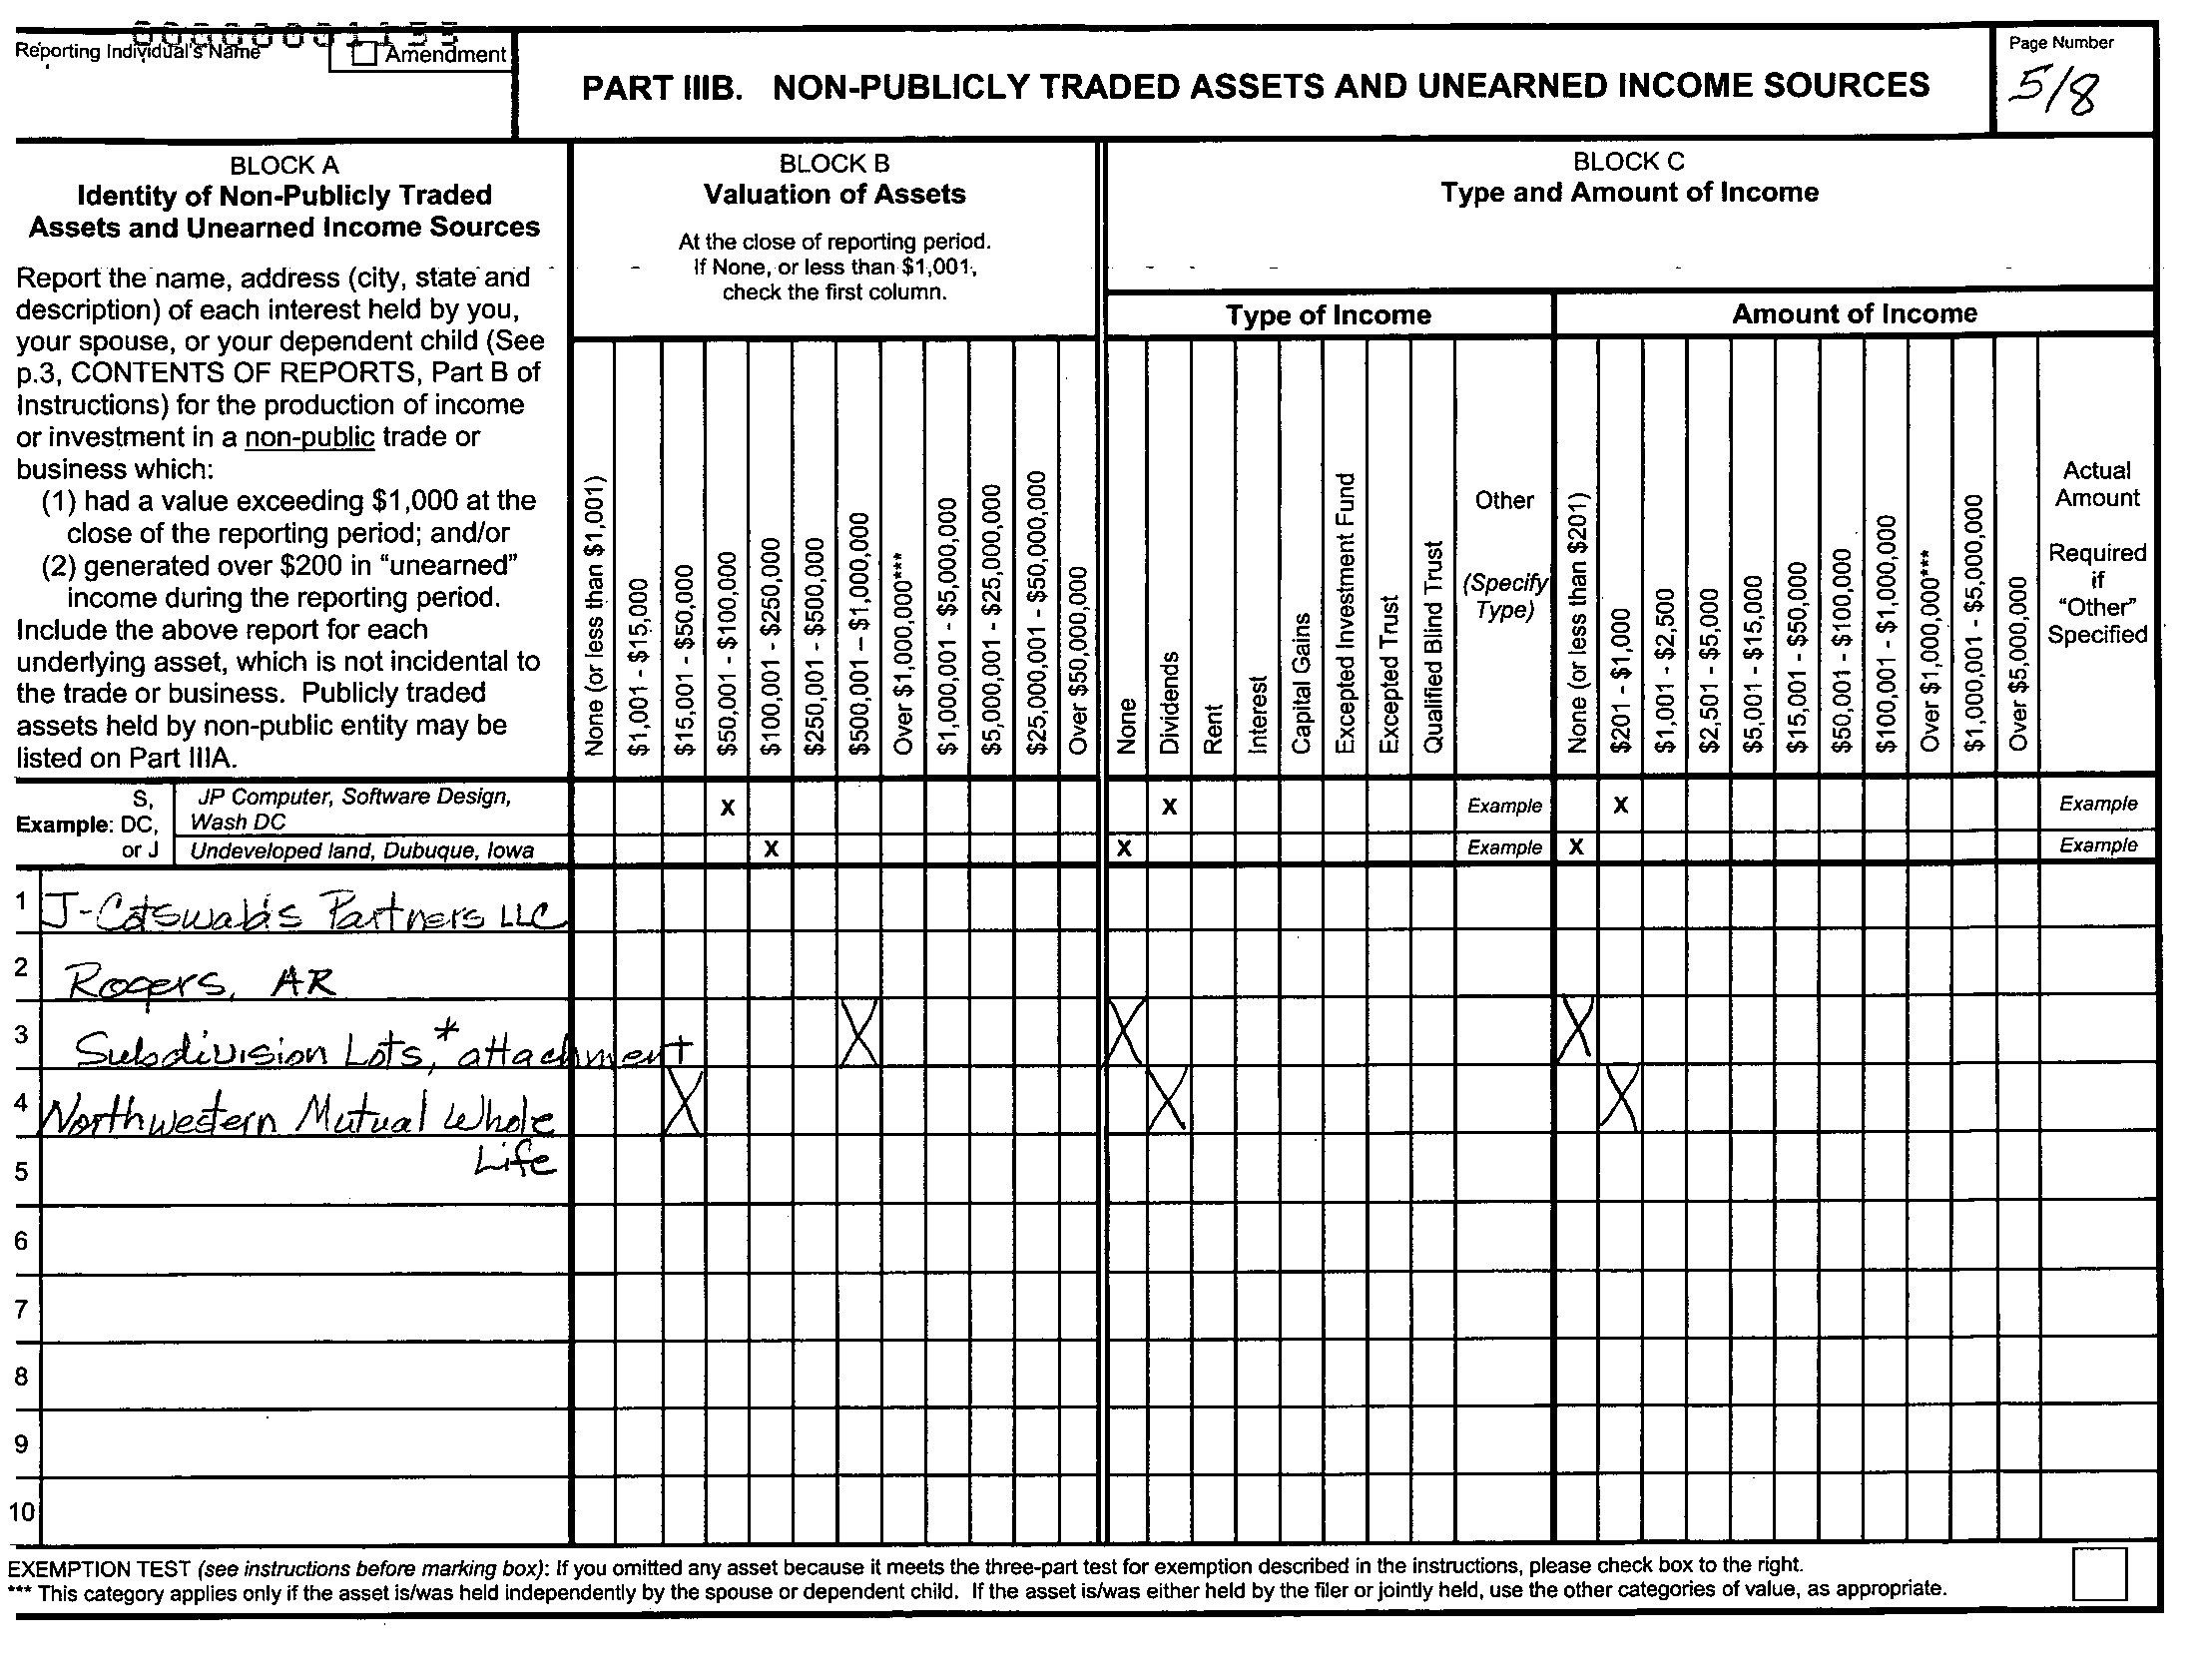 00000001155
Reporting Individual's Name
Amendment
PART IIIB. NON-PUBLICLY TRADED ASSETS AND UNEARNED INCOME SOURCES
Page Number
5/8
BLOCK A
Identity of Non-Publicly Traded
Assets and Unearned Income Sources
Report the name, address (city, state and
description) of each interest held by you,
your spouse, or your dependent child (See
p.3, CONTENTS OF REPORTS, Part B of
Instructions) for the production of income
or investment in a non-public trade or
business which:
(1) had a value exceeding $1,000 at the
close of the reporting period; and/or
(2) generated over $200 in "unearned"
income during the reporting period.
Include the above report for each
underlying asset, which is not incidental to
the trade or business. Publicly traded
assets held by non-public entity may be
listed on Part IIIA.
BLOCK B
Valuation of Assets
At the close of reporting period.
If None, or less than $1,001,
check the first column.
None (or less than $1,001)
$1,001 - $15,000
$15,001 - $50,000
$50,001 - $100,000
$100,001 - $250,000
$250,001 - $500,000
$500,001 – $1,000,000
Over $1,000,000***
$1,000,001 - $5,000,000
$5,000,001 - $25,000,000
$25,000,001 - $50,000,000
Over $50,000,000
BLOCK C
Type and Amount of Income
Type of Income
None
Dividends
Rent
Interest
Capital Gains
Excepted Investment Fund
Excepted Trust
Qualified Blind Trust
Other
(Specify
Type)
Amount of Income
None (or less than $201)
$201 - $1,000
$1,001 - $2,500
$2,501 - $5,000
$5,001 - $15,000
$15,001 - $50,000
$50,001 - $100,000
$100,001 - $1,000,000
Over $1,000,000***
$1,000,001 - $5,000,000
Over $5,000,000
Actual
Amount
Required
if
"Other"
Specified
S,
Example: DC,
or J
JP Computer, Software Design,
Wash DC
X X Example X Example
Undeveloped land, Dubuque, Iowa X X Example X Example
1 J- Partners LLC
2 Rogers, AR
3 Subdivision Lots,* attachment X X X
4 Northwestern Mutual Whole X X X
5 Life
6
7
8
9
10
EXEMPTION TEST (see instructions before marking box): If you omitted any asset because it meets the three-part test for exemption described in the instructions, please check box to the right.
*** This category applies only if the asset is/was held independently by the spouse or dependent child. If the asset is/was either held by the filer or jointly held, use the other categories of value, as appropriate.